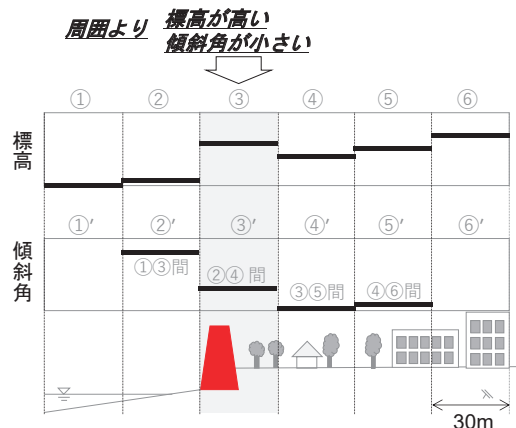 周囲より 標高が高い
傾斜角が小さい
① ② ③ ④ ⑤ ⑥
標高
①′ ②′ ③′ ④′ ⑤′ ⑥′
傾斜角
①③間 ②④ 間 ③⑤間 ④⑥間
30m